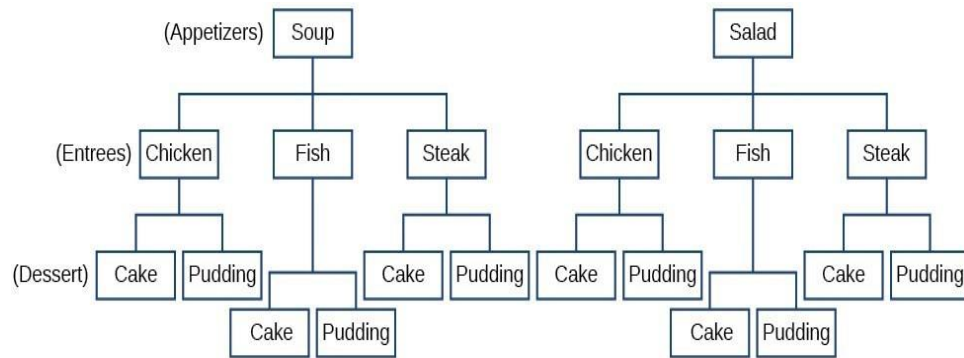 (Appetizers) Soup Salad
(Entrees) Chicken Fish Steak Chicken Fish Steak
(Dessert) Cake Pudding Cake Pudding Cake Pudding Cake Pudding
Cake Pudding Cake Pudding